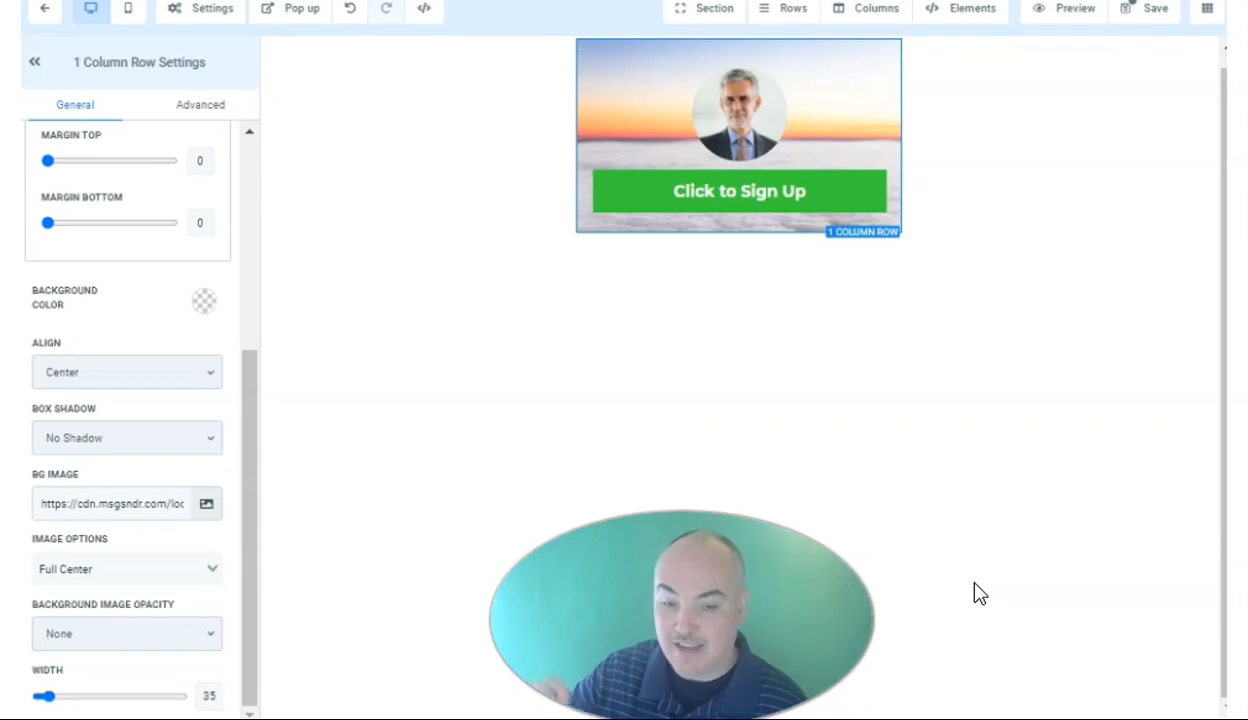 Settings
Pop up
Section
Rows
Columns
Elements
Preview
Save
1 Column Row Settings
General
Advanced
MARGIN TOP
0
MARGIN BOTTOM
0
BACKGROUND
COLOR
ALIGN
Center
BOX SHADOW
No Shadow
BG IMAGE
https://cdn.msgsndr.com/loc
IMAGE OPTIONS
Full Center
BACKGROUND IMAGE OPACITY
None
WIDTH
35
Click to Sign Up
1 COLUMN ROW